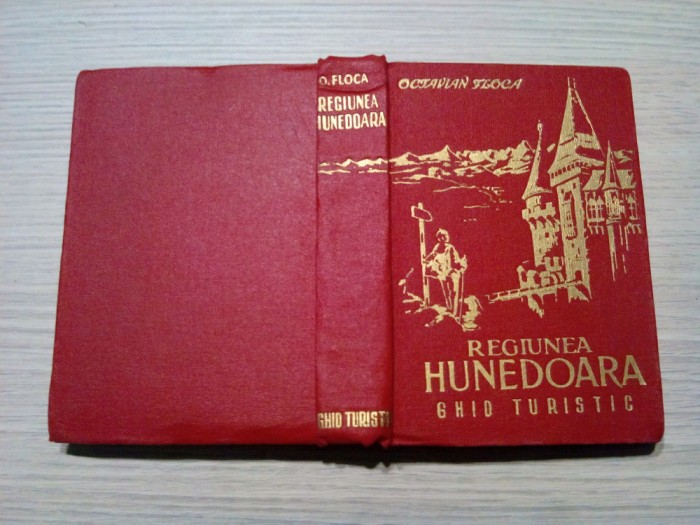 O. FLOCA
REGIUNEA
HUNEDOARA
GHID TURISTI
OCTAVIAN FLOCA
REGIUNEA
HUNEDOARA
GHID TURISTIC